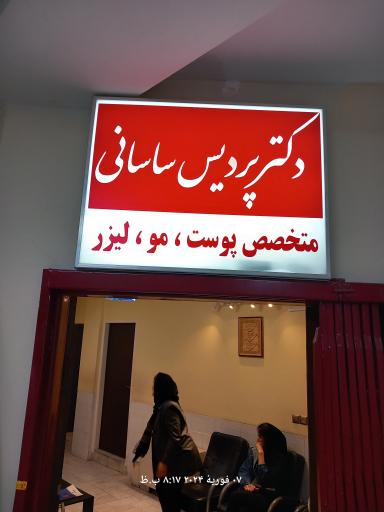 دکتر پردیس ساسانی
متخصص پوست ، مو ، لیزر
۰۷ فوریهٔ ۲۰۲۴ ۸:۱۷ ب.ظ.